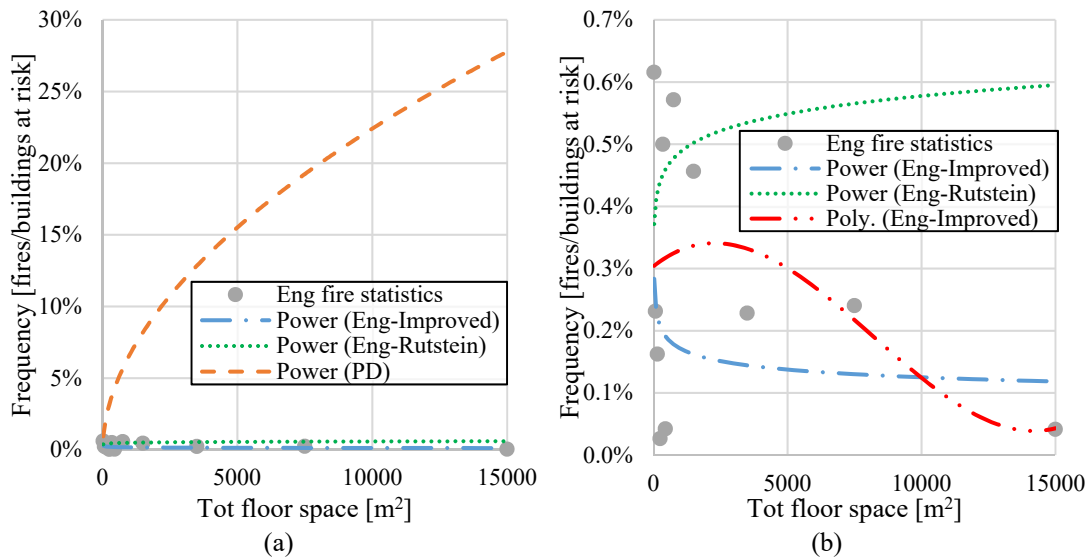 30%
25%
20%
15%
10%
5%
0%
Frequency [fires/buildings at risk]
Eng fire statistics
Power (Eng-Improved)
Power (Eng-Rutstein)
Power (PD)
0
5000
10000
15000
Tot floor space [m²]
(a)
0.7%
0.6%
0.5%
0.4%
0.3%
0.2%
0.1%
0.0%
Frequency [fires/buildings at risk]
Eng fire statistics
Power (Eng-Improved)
Power (Eng-Rutstein)
Poly. (Eng-Improved)
0
5000
10000
15000
Tot floor space [m²]
(b)